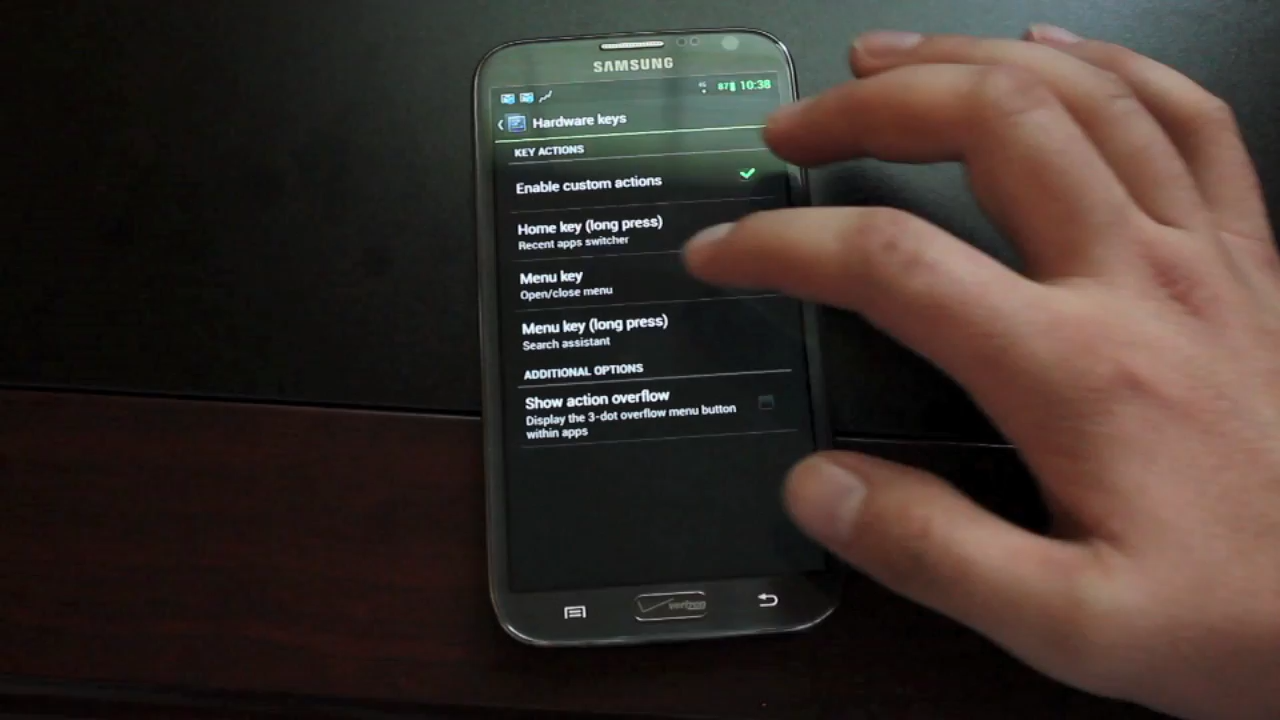 SAMSUNG
87 10:38
Hardware keys
KEY ACTIONS
Enable custom actions
Home key (long press)
Recent apps switcher
Menu key
Open/close menu
Menu key (long press)
Search assistant
ADDITIONAL OPTIONS
Show action overflow
Display the 3-dot overflow menu button
within apps
verizon